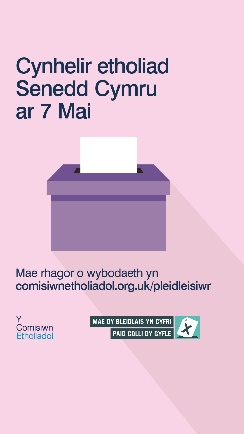 Cynhelir etholiad
Senedd Cymru
ar 7 Mai
Mae rhagor o wybodaeth yn
comisiwnetholiadol.org.uk/pleidleisiwr
Y
Comisiwn
Etholiadol
MAE DY BLEIDLAIS YN CYFRI
PAID COLLI DY GYFLE